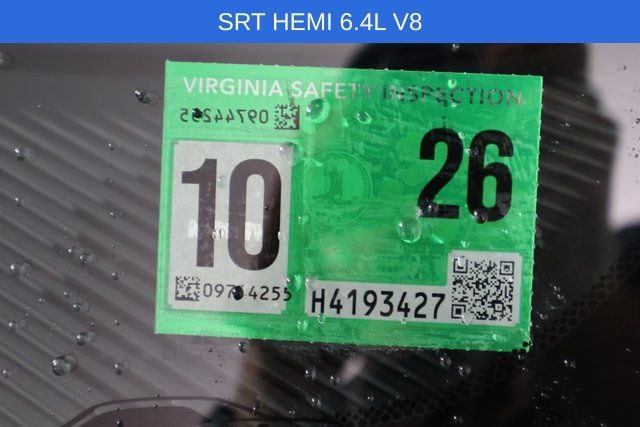 SRT HEMI 6.4L V8
VIRGINIA SAFETY INSPECTION
09744255
10
26
H4193427